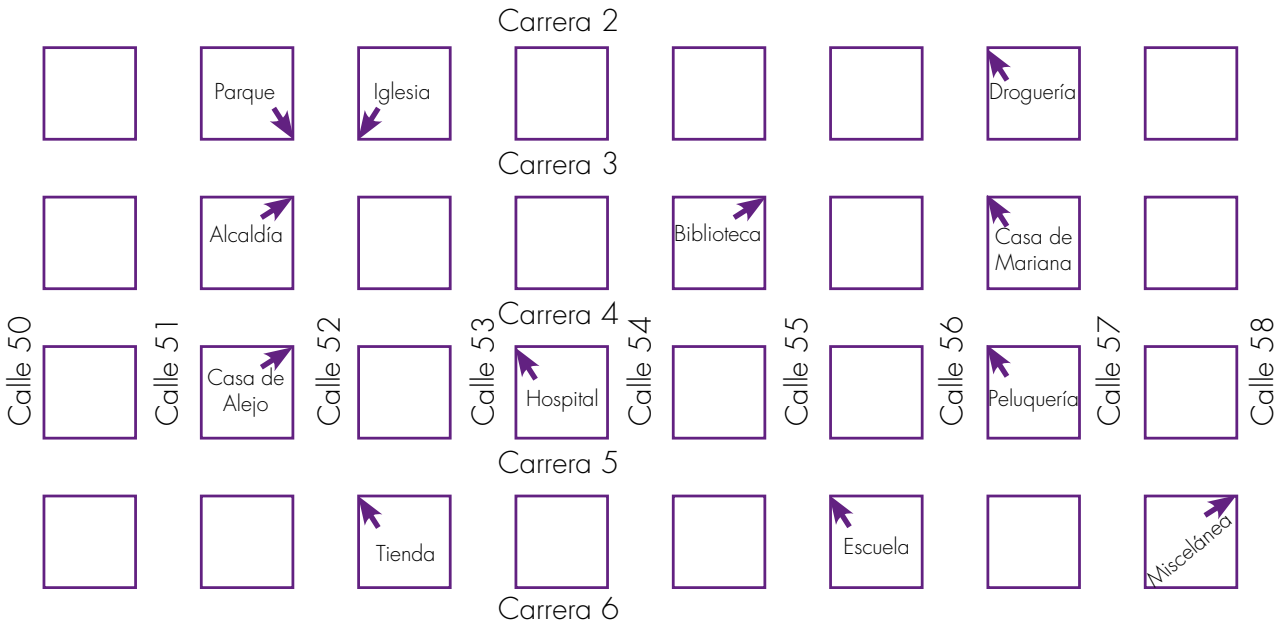 Carrera 2
Parque
Iglesia
Droguería
Carrera 3
Alcaldía
Biblioteca
Casa de
Mariana
Carrera 4
Calle 50
Calle 51
Calle 52
Calle 53
Calle 54
Calle 55
Calle 56
Calle 57
Calle 58
Casa de
Alejo
Hospital
Peluquería
Carrera 5
Tienda
Escuela
Miscelánea
Carrera 6